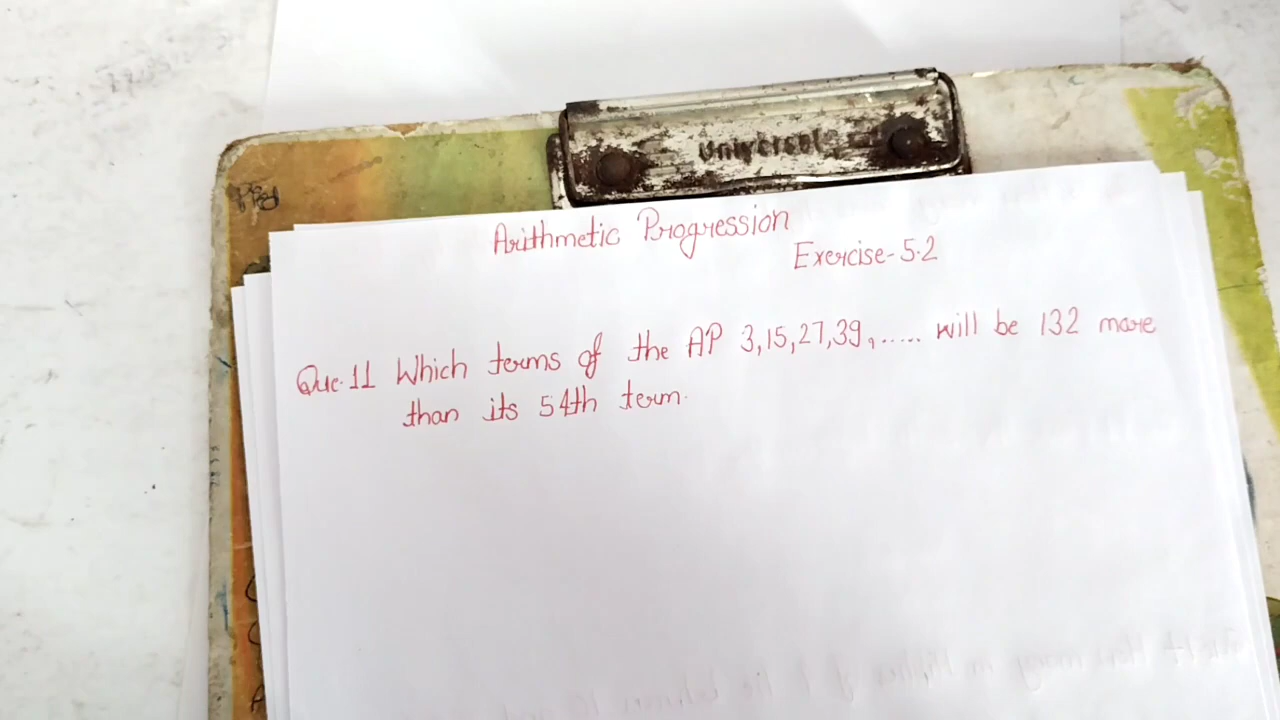 Universal
Arithmetic Progression
Exercise-5.2
Que.11 Which terms of the AP 3,15,27,39,..... will be 132 more
than its 54th term.